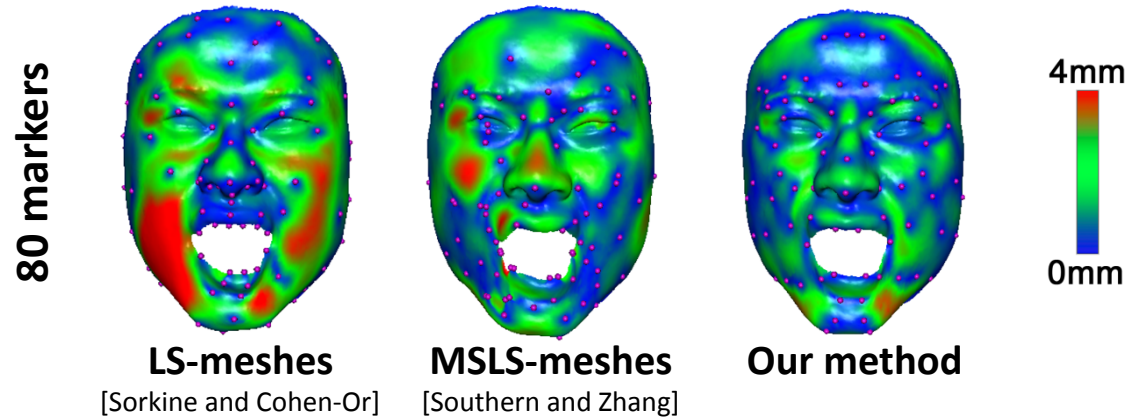 80 markers
4mm
0mm
LS-meshes
[Sorkine and Cohen-Or]
MSLS-meshes
[Southern and Zhang]
Our method